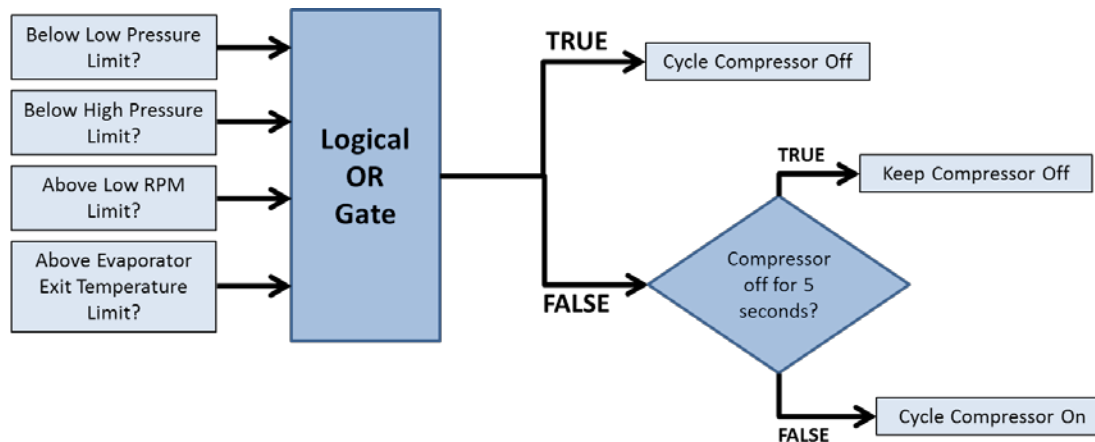 Below Low Pressure
Limit?
Below High Pressure
Limit?
Above Low RPM
Limit?
Above Evaporator
Exit Temperature
Limit?
Logical
OR
Gate
TRUE
Cycle Compressor Off
FALSE
Compressor
off for 5
seconds?
TRUE
Keep Compressor Off
FALSE
Cycle Compressor On